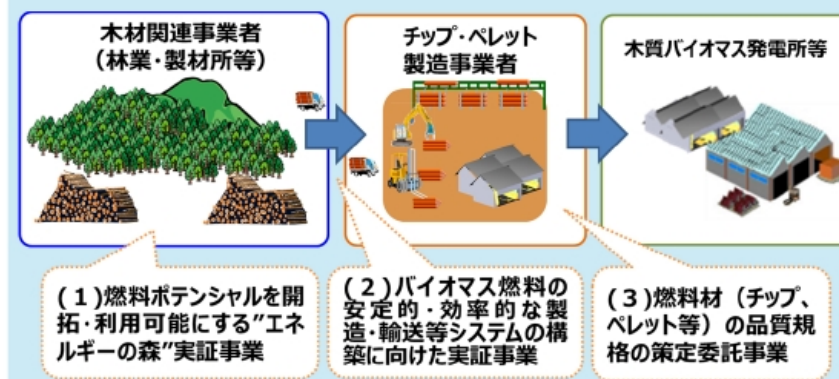 木材関連事業者
（林業・製材所等）
チップ・ペレット
製造事業者
木質バイオマス発電所等
(１)燃料ポテンシャルを開
拓・利用可能にする”エネ
ルギーの森”実証事業
(２)バイオマス燃料の
安定的・効率的な製
造・輸送等システムの構
築に向けた実証事業
(３)燃料材（チップ、
ペレット等）の品質規
格の策定委託事業